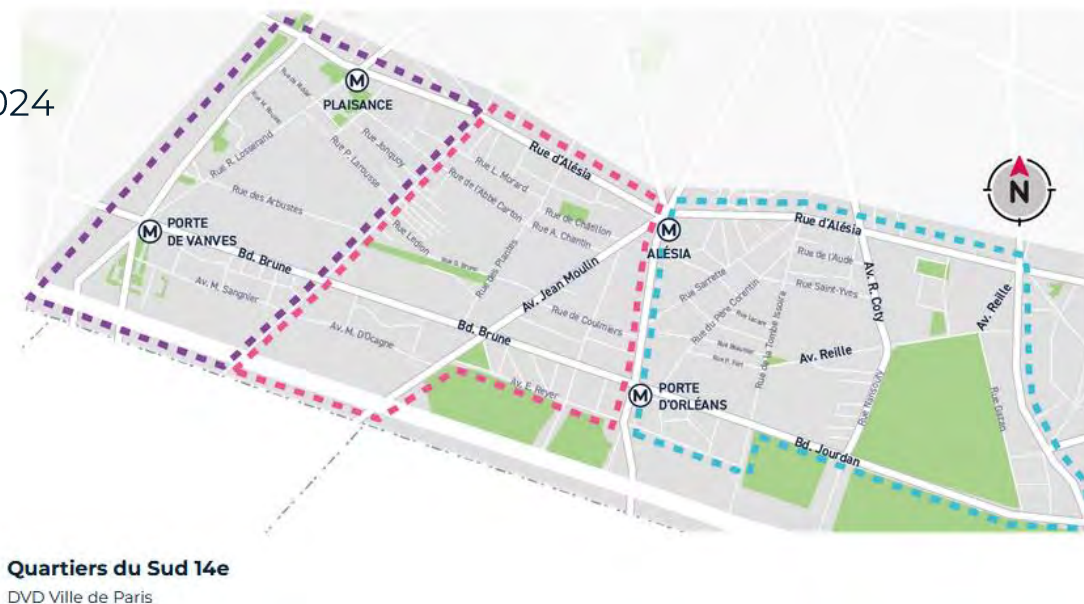 024
M
PLAISANCE
Rue R. Losserand
Rue P. Larousse
Rue Jonquoy
Rue des Arbustes
M
PORTE
DE VANVES
Bd. Brune
Av. M. Sangnier
Rue d'Alésia
Rue L. Morard
Rue de l'Abbé Carton
Rue de Châtillon
Rue A. Chantin
Rue Ledion
Rue des Plantes
Av. Jean Moulin
Rue de Coulmiers
Bd. Brune
Av. M. D'Ocagne
Av. E. Reyer
M
ALÉSIA
Rue d'Alésia
Rue de l'Aude
Rue Saint-Yves
Rue Sarrette
Rue du Père Corentin
Rue de la Tombe Issoire
Av. R. Coty
Av. Reille
Av. Reille
Rue Nansouty
Rue Gazan
M
PORTE
D'ORLÉANS
Bd. Jourdan
N
Quartiers du Sud 14e
DVD Ville de Paris